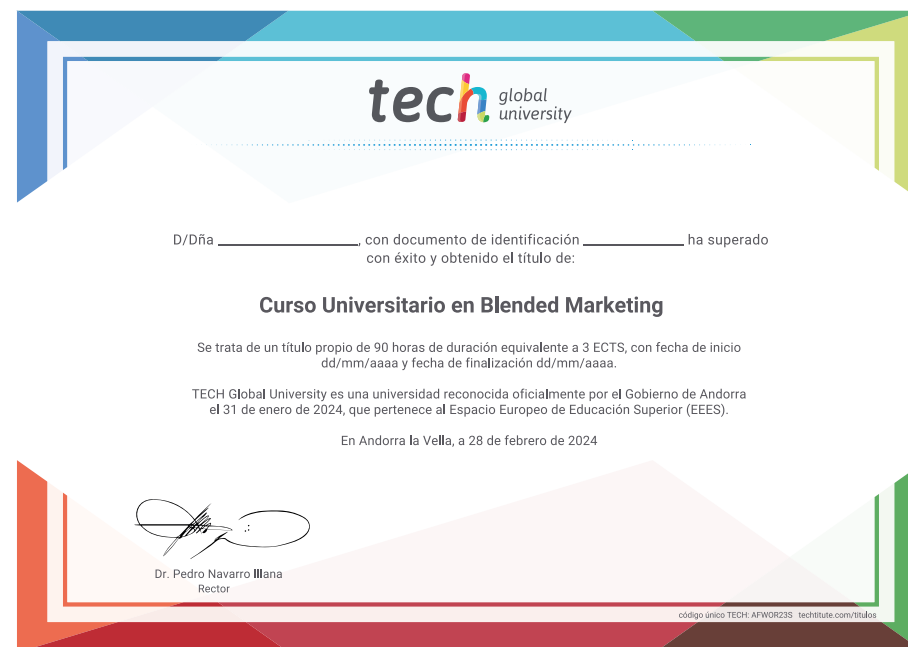 tech global university
D/Dña ____________, con documento de identificación ____________ ha superado
con éxito y obtenido el título de:
Curso Universitario en Blended Marketing
Se trata de un título propio de 90 horas de duración equivalente a 3 ECTS, con fecha de inicio
dd/mm/aaaa y fecha de finalización dd/mm/aaaa.
TECH Global University es una universidad reconocida oficialmente por el Gobierno de Andorra
el 31 de enero de 2024, que pertenece al Espacio Europeo de Educación Superior (EEES).
En Andorra la Vella, a 28 de febrero de 2024
Dr. Pedro Navarro Illana
Rector
código único TECH: AFWOR23S techtitute.com/titulos